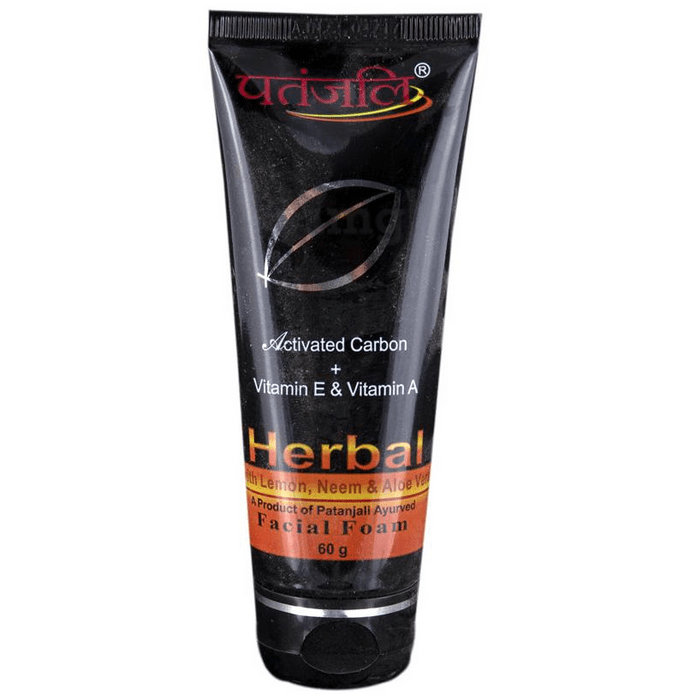 पतंजलि®
Activated Carbon
+
Vitamin E & Vitamin A
Herbal
Lemon, Neem & Aloe
A Product of Patanjali Ayurved
Facial Foam
60 g